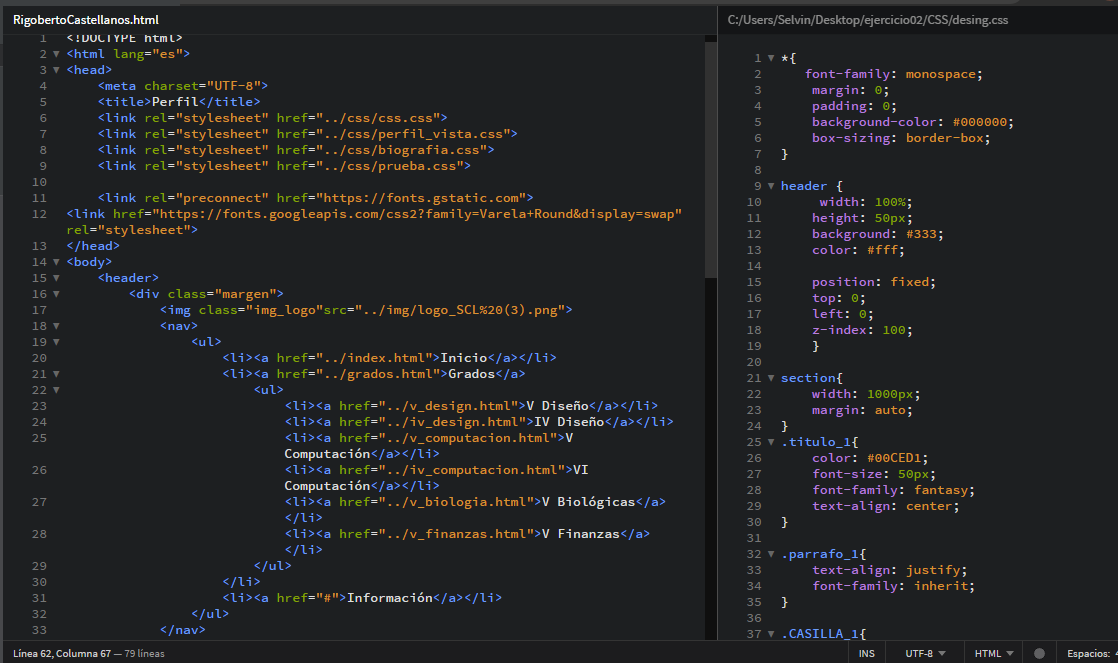 RigobertoCastellanos.html
1 <!DOCTYPE html>
2 <html lang="es">
3 <head>
4 <meta charset="UTF-8">
5 <title>Perfil</title>
6 <link rel="stylesheet" href="../css/css.css">
7 <link rel="stylesheet" href="../css/perfil_vista.css">
8 <link rel="stylesheet" href="../css/biografia.css">
9 <link rel="stylesheet" href="../css/prueba.css">
10
11 <link rel="preconnect" href="https://fonts.gstatic.com">
12 <link href="https://fonts.googleapis.com/css2?family=Varela+Round&display=swap"
rel="stylesheet">
13 </head>
14 <body>
15 <header>
16 <div class="margen">
17 <img class="img_logo"src="../img/logo_SCL%20(3).png">
18 <nav>
19 <ul>
20 <li><a href="../index.html">Inicio</a></li>
21 <li><a href="../grados.html">Grados</a>
22 <ul>
23 <li><a href="../v_design.html">V Diseño</a></li>
24 <li><a href="../iv_design.html">IV Diseño</a></li>
25 <li><a href="../v_computacion.html">V
Computación</a></li>
26 <li><a href="../iv_computacion.html">VI
Computación</a></li>
27 <li><a href="../v_biologia.html">V Biológicas</a>
</li>
28 <li><a href="../v_finanzas.html">V Finanzas</a>
</li>
29 </ul>
30 </li>
31 <li><a href="#">Información</a></li>
32 </ul>
33 </nav>
C:/Users/Selvin/Desktop/ejercicio02/CSS/desing.css
1 *{
2 font-family: monospace;
3 margin: 0;
4 padding: 0;
5 background-color: #000000;
6 box-sizing: border-box;
7 }
8
9 header {
10 width: 100%;
11 height: 50px;
12 background: #333;
13 color: #fff;
14
15 position: fixed;
16 top: 0;
17 left: 0;
18 z-index: 100;
19 }
20
21 section{
22 width: 1000px;
23 margin: auto;
24 }
25 .titulo_1{
26 color: #00CED1;
27 font-size: 50px;
28 font-family: fantasy;
29 text-align: center;
30 }
31
32 .parrafo_1{
33 text-align: justify;
34 font-family: inherit;
35 }
36
37 .CASILLA_1{
Línea 62, Columna 67 — 79 líneas
INS UTF-8 HTML Espacios: